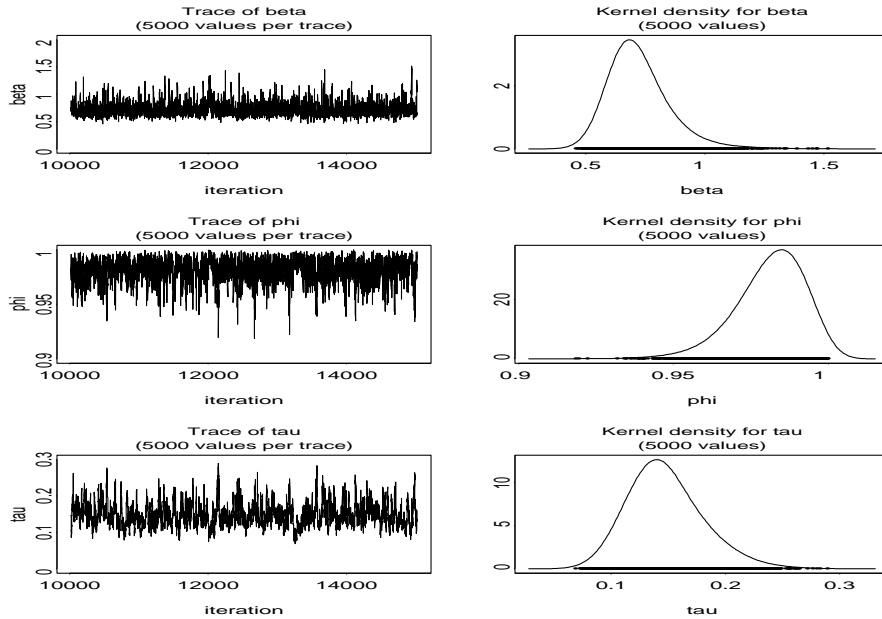 Trace of beta
(5000 values per trace)
beta
0 0.5 1 1.5 2
10000 12000 14000
iteration
Kernel density for beta
(5000 values)
0 2
0.5 1 1.5
beta
Trace of phi
(5000 values per trace)
phi
0.9 0.95 1
10000 12000 14000
iteration
Kernel density for phi
(5000 values)
0 20
0.9 0.95 1
phi
Trace of tau
(5000 values per trace)
tau
0 0.1 0.2 0.3
10000 12000 14000
iteration
Kernel density for tau
(5000 values)
0 5 10
0.1 0.2 0.3
tau